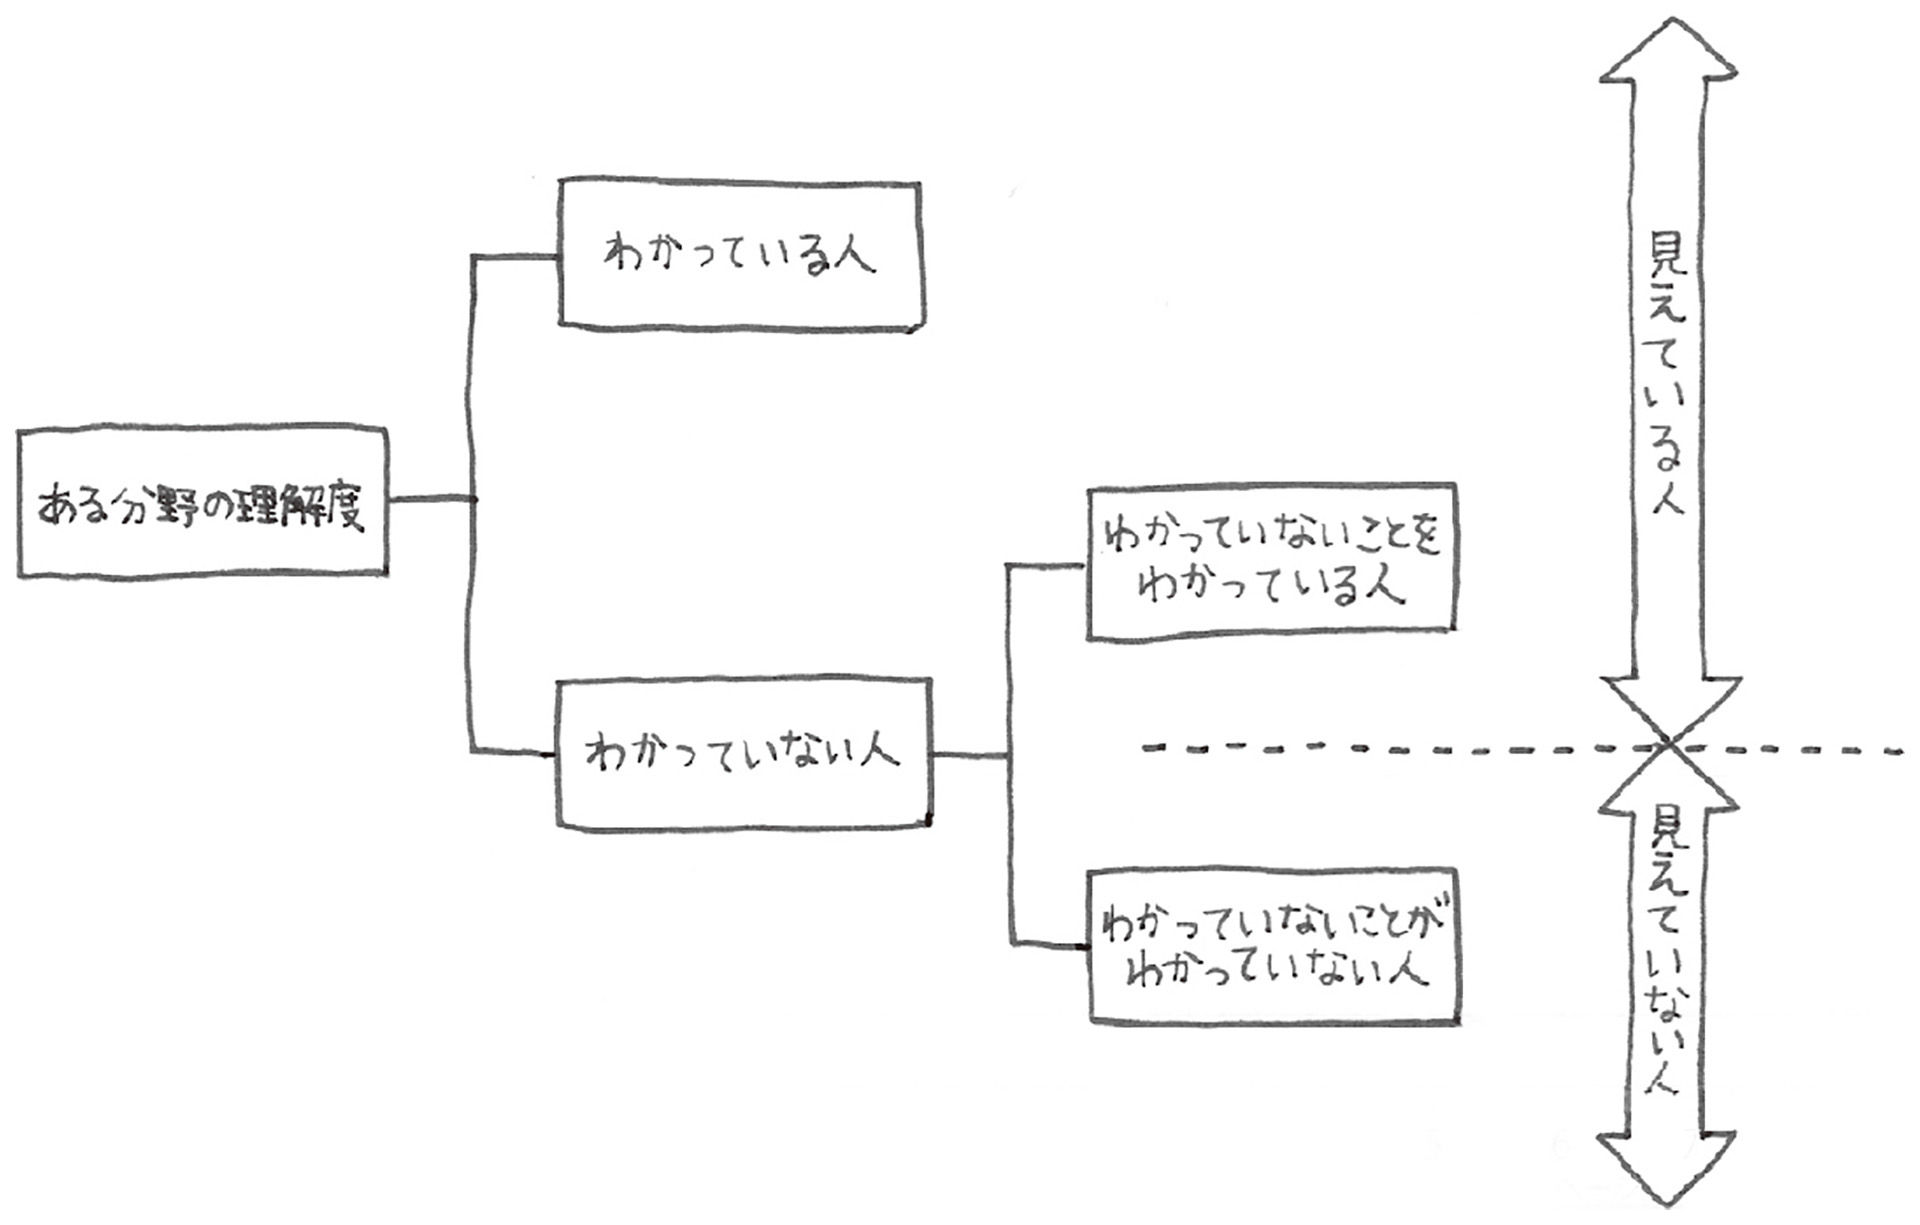 わかっている人
ある分野の理解度
わかっていないことを
わかっている人
わかっていない人
わかっていないことが
わかっていない人
見えている人
見えていない人